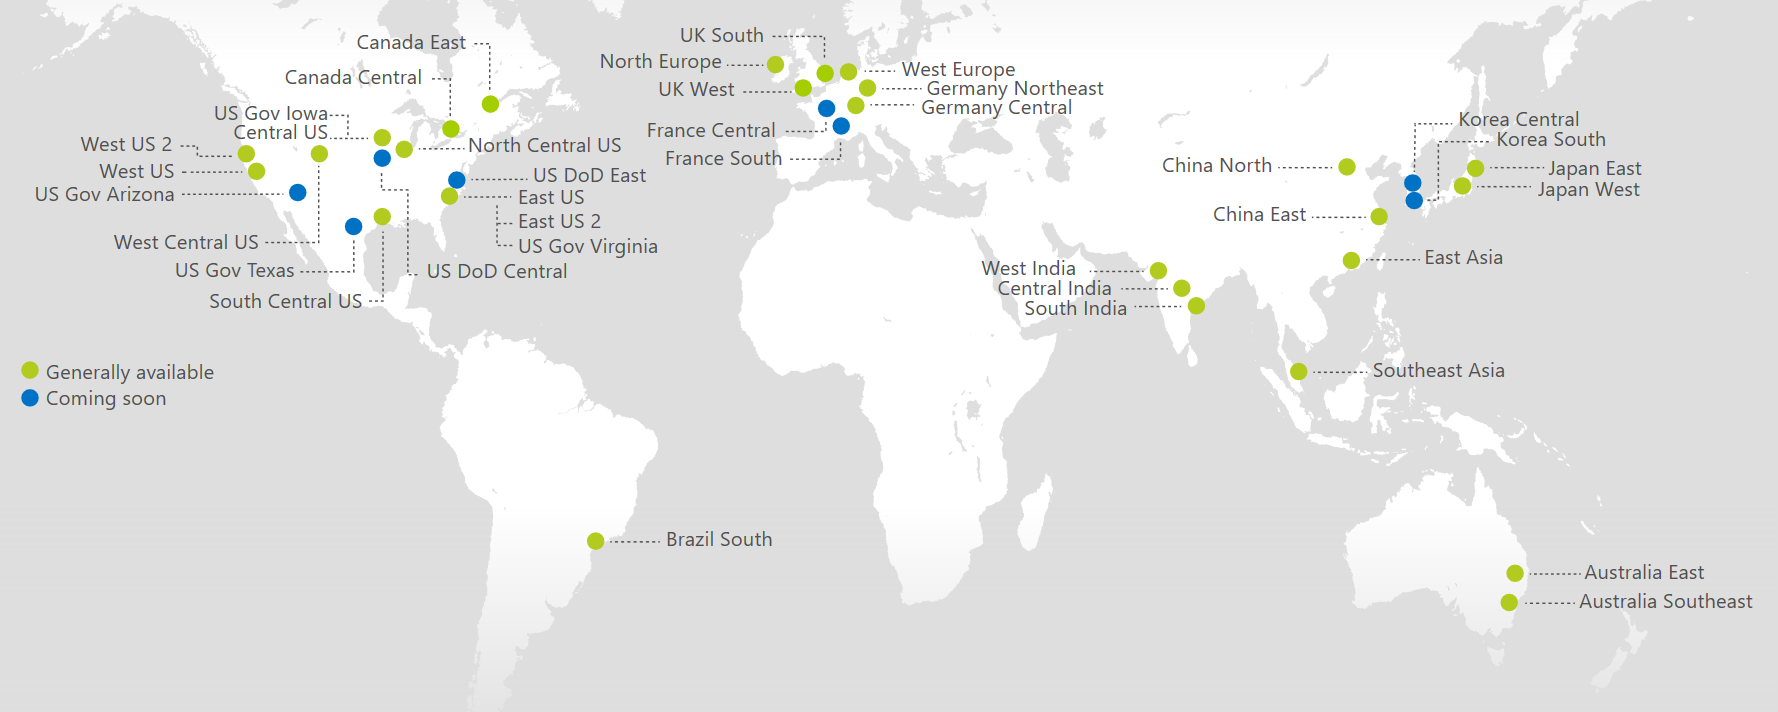 Canada East
Canada Central
US Gov Iowa
Central US
West US 2
West US
US Gov Arizona
North Central US
US DoD East
East US
East US 2
US Gov Virginia
West Central US
US Gov Texas
US DoD Central
South Central US
Generally available
Coming soon
Brazil South
UK South
North Europe
UK West
West Europe
Germany Northeast
Germany Central
France Central
France South
Korea Central
Korea South
China North
Japan East
Japan West
China East
East Asia
West India
Central India
South India
Southeast Asia
Australia East
Australia Southeast